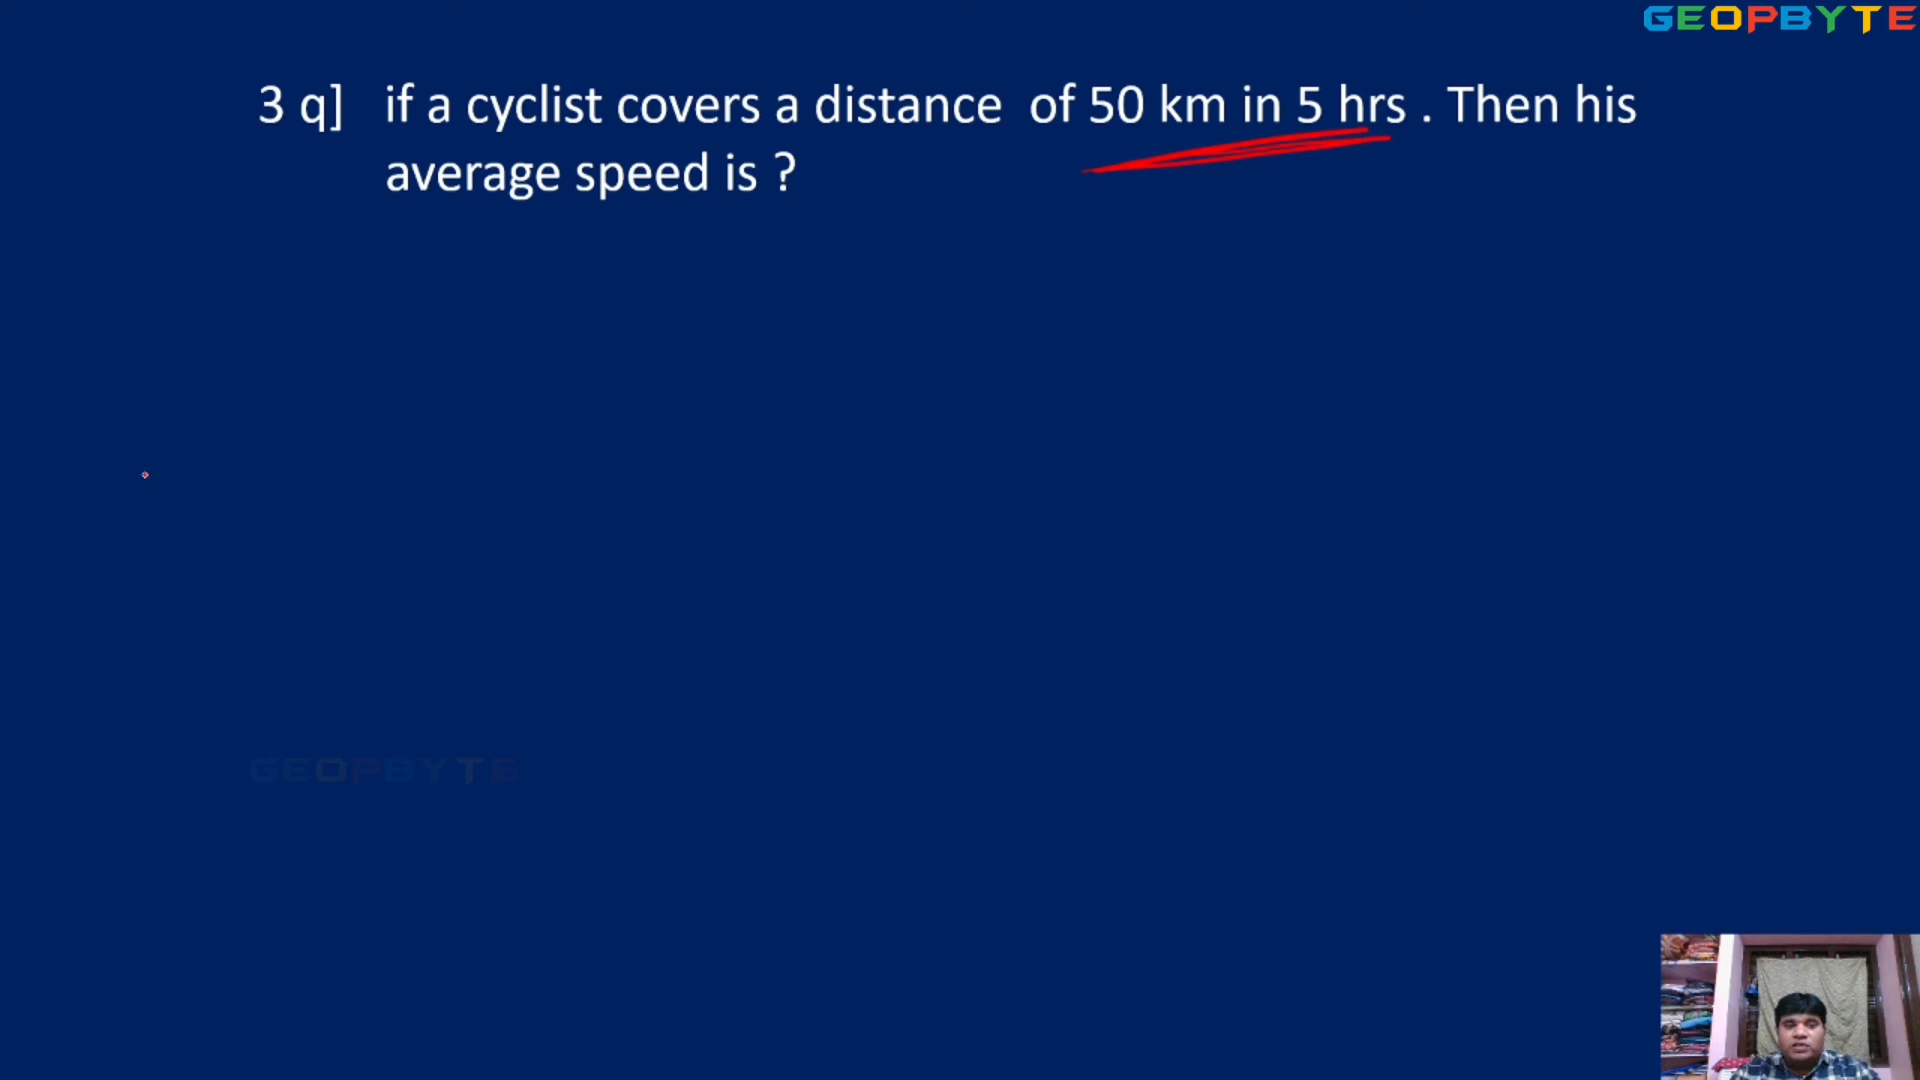 GEOPBYTE
3 q] if a cyclist covers a distance of 50 km in 5 hrs . Then his
average speed is ?
GEOPBYTE